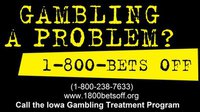 GAMBLING
A PROBLEM?
1-800-BETS OFF
(1-800-238-7633)
www.1800betsoff.org
Call the Iowa Gambling Treatment Program